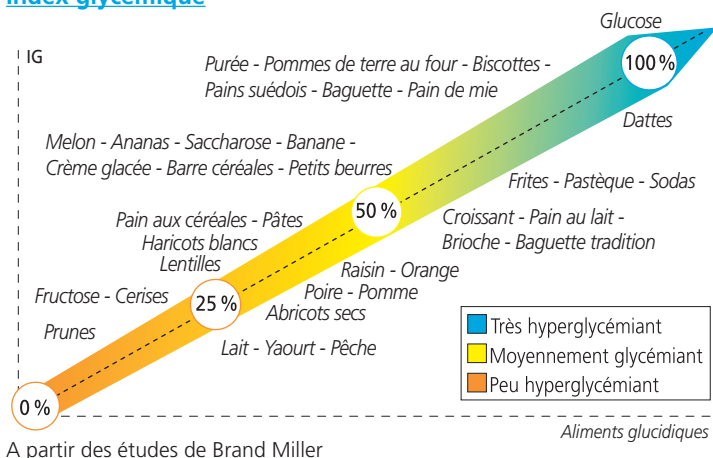 Index glycémique
IG
Glucose
100 %
Purée - Pommes de terre au four - Biscottes -
Pains suédois - Baguette - Pain de mie
Dattes
Melon - Ananas - Saccharose - Banane -
Crème glacée - Barre céréales - Petits beurres
Frites - Pastèque - Sodas
50 %
Croissant - Pain au lait -
Brioche - Baguette tradition
Pain aux céréales - Pâtes
Haricots blancs
Lentilles
Raisin - Orange
Poire - Pomme
Abricots secs
Fructose - Cerises
25 %
Prunes
Lait - Yaourt - Pêche
Très hyperglycémiant
Moyennement glycémiant
Peu hyperglycémiant
0 %
Aliments glucidiques
A partir des études de Brand Miller